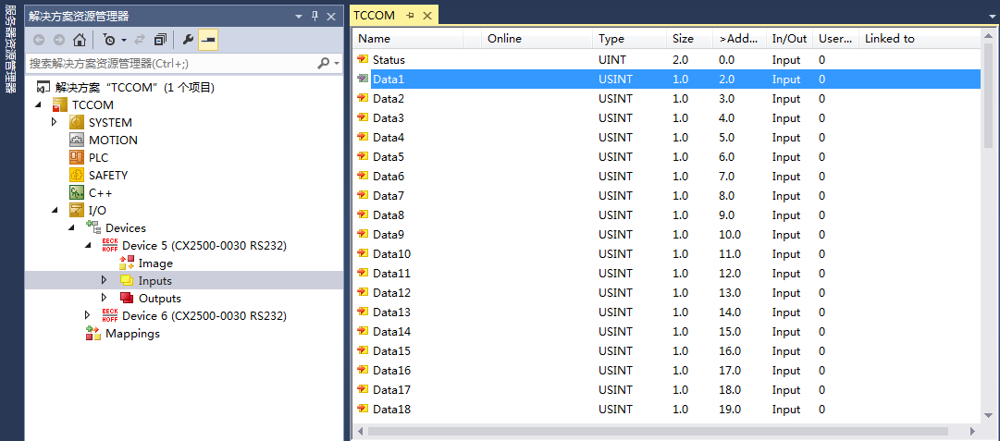 服务器资源管理器
解决方案资源管理器
搜索解决方案资源管理器(Ctrl+;)
解决方案 “TCCOM” (1 个项目)
TCCOM
SYSTEM
MOTION
PLC
SAFETY
C++
I/O
Devices
BECK
HOFF
Device 5 (CX2500-0030 RS232)
Image
Inputs
Outputs
BECK
HOFF
Device 6 (CX2500-0030 RS232)
Mappings
TCCOM
Name Online Type Size >Add... In/Out User... Linked to
Status UINT 2.0 0.0 Input 0
Data1 USINT 1.0 2.0 Input 0
Data2 USINT 1.0 3.0 Input 0
Data3 USINT 1.0 4.0 Input 0
Data4 USINT 1.0 5.0 Input 0
Data5 USINT 1.0 6.0 Input 0
Data6 USINT 1.0 7.0 Input 0
Data7 USINT 1.0 8.0 Input 0
Data8 USINT 1.0 9.0 Input 0
Data9 USINT 1.0 10.0 Input 0
Data10 USINT 1.0 11.0 Input 0
Data11 USINT 1.0 12.0 Input 0
Data12 USINT 1.0 13.0 Input 0
Data13 USINT 1.0 14.0 Input 0
Data14 USINT 1.0 15.0 Input 0
Data15 USINT 1.0 16.0 Input 0
Data16 USINT 1.0 17.0 Input 0
Data17 USINT 1.0 18.0 Input 0
Data18 USINT 1.0 19.0 Input 0